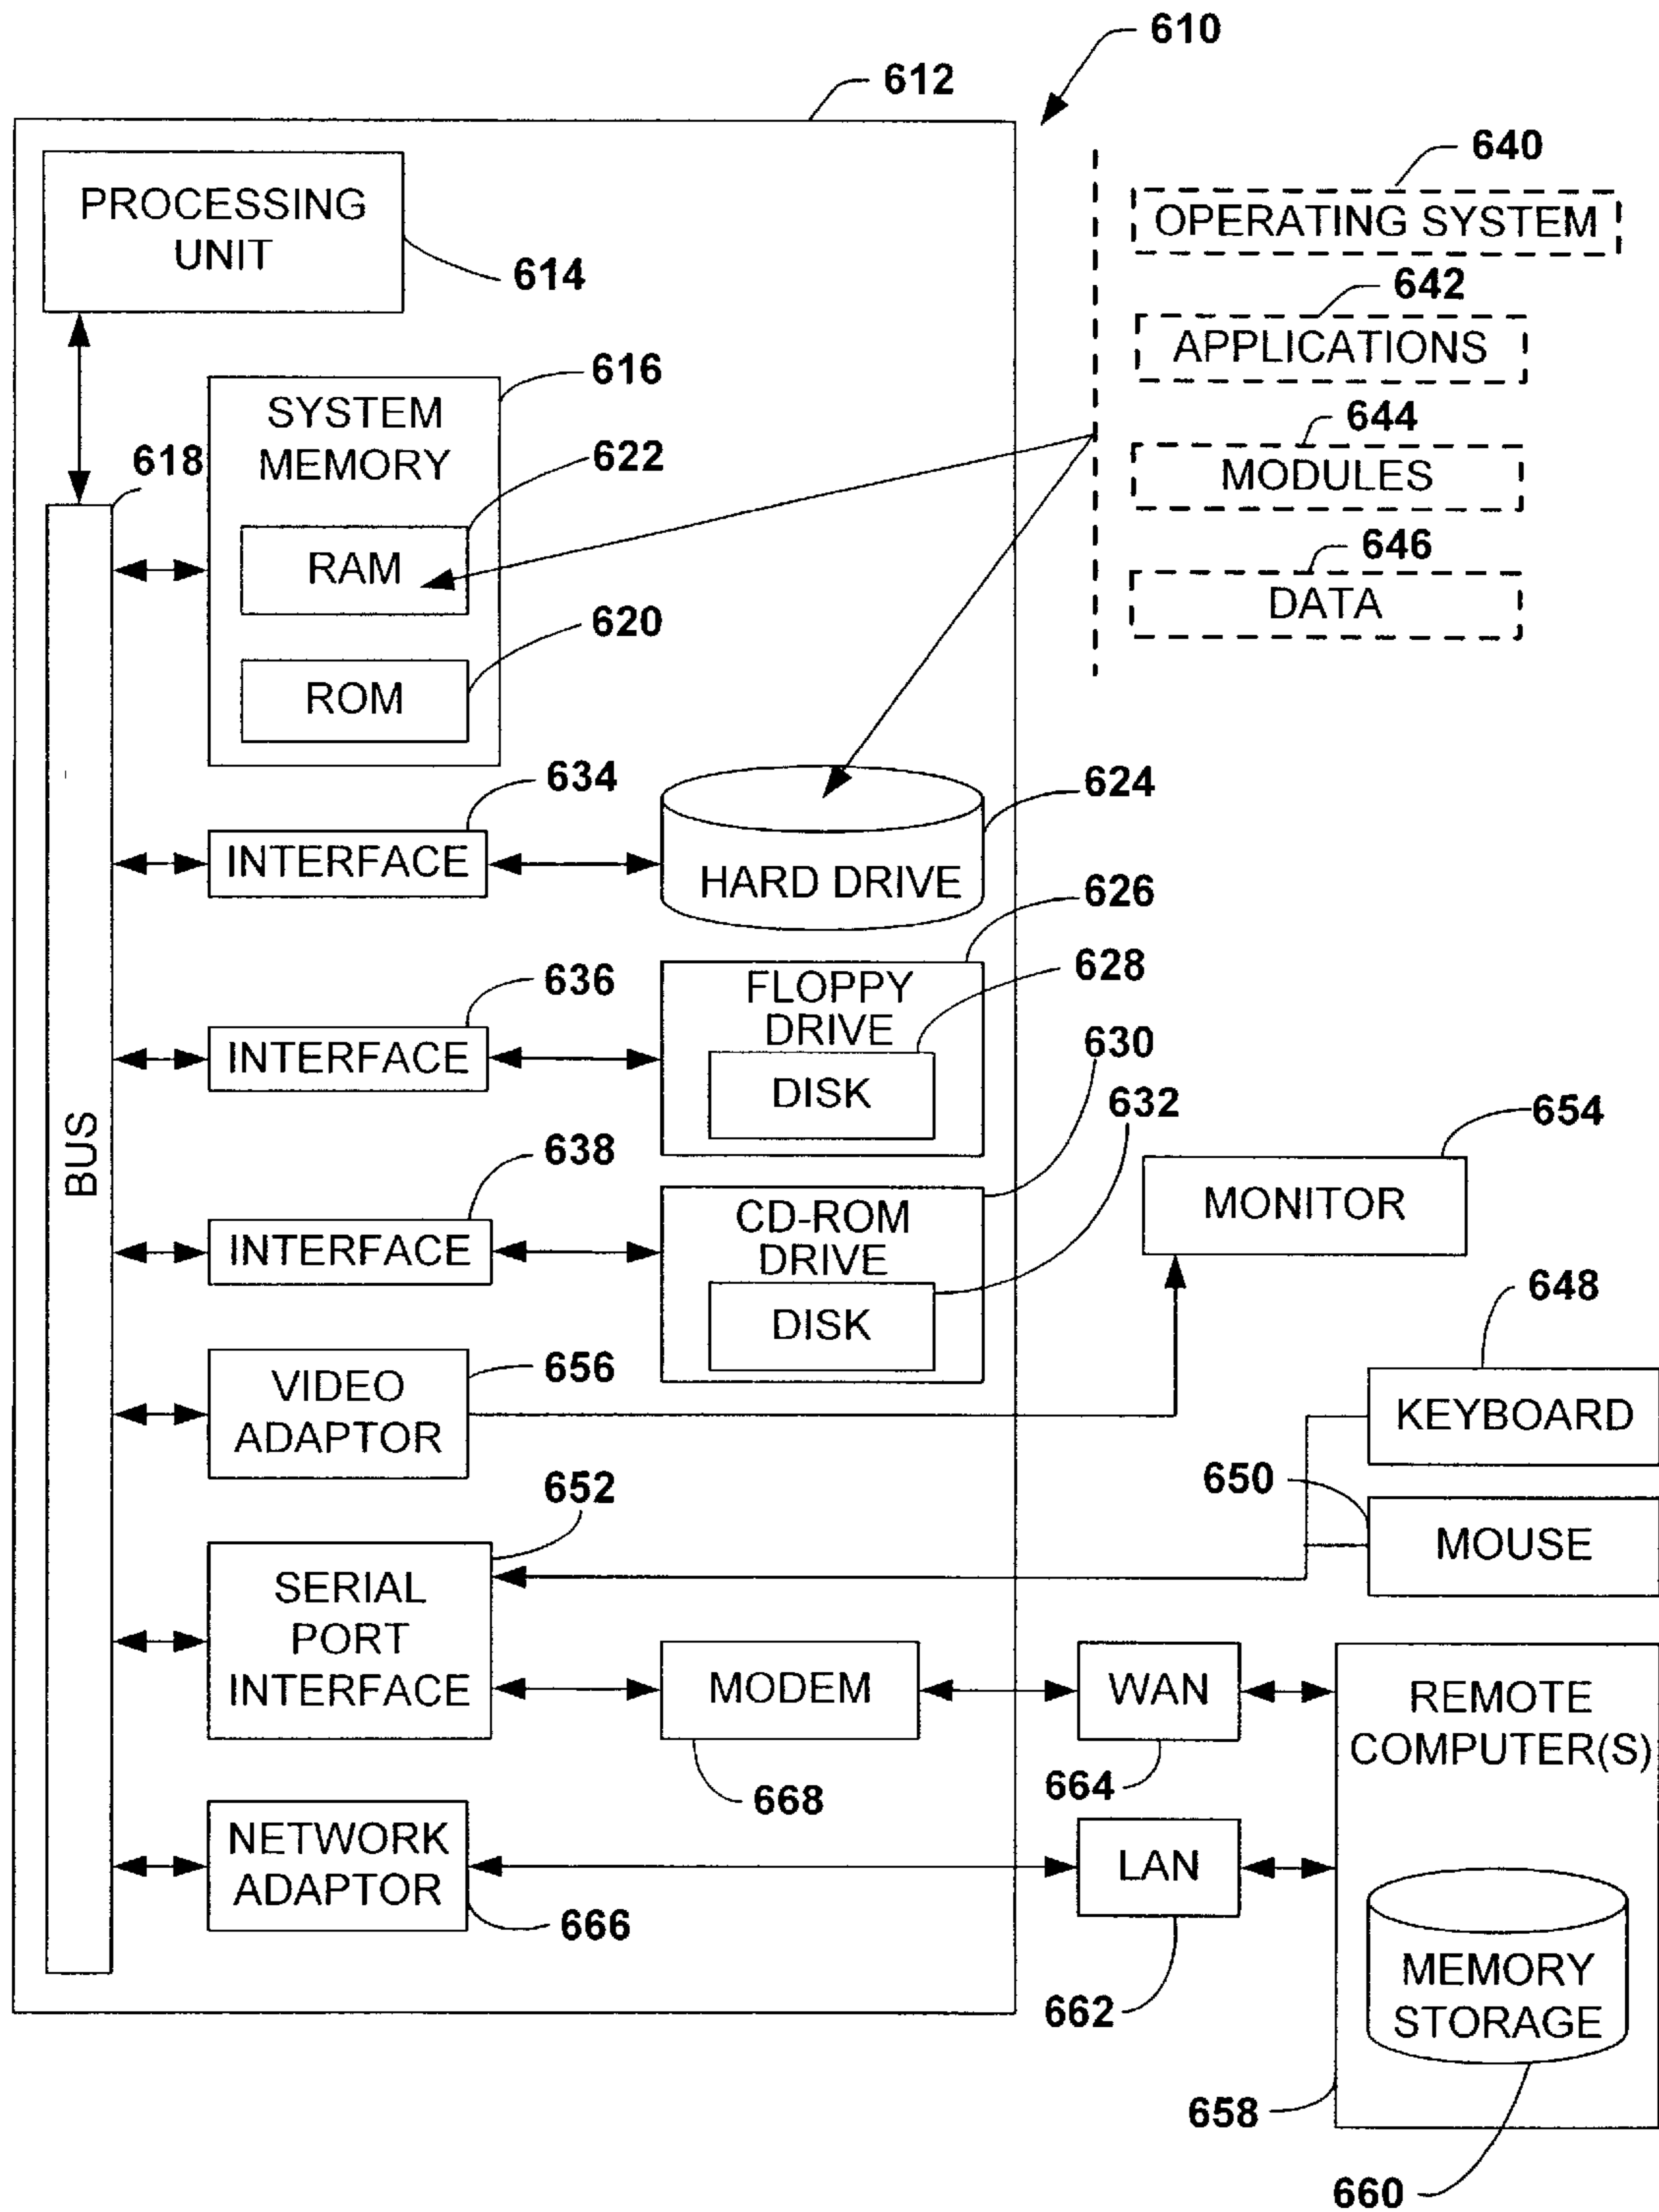 610
612
640
PROCESSING
UNIT
OPERATING SYSTEM
614
642
APPLICATIONS
616
SYSTEM
MEMORY
644
618
622
MODULES
RAM
646
DATA
620
ROM
634
624
INTERFACE
HARD DRIVE
626
636
628
FLOPPY
DRIVE
INTERFACE
630
DISK
632
654
BUS
638
MONITOR
CD-ROM
DRIVE
INTERFACE
648
DISK
656
VIDEO
ADAPTOR
KEYBOARD
652
650
MOUSE
SERIAL
PORT
INTERFACE
MODEM
WAN
REMOTE
COMPUTER(S)
668
664
NETWORK
ADAPTOR
LAN
666
662
MEMORY
STORAGE
658
660